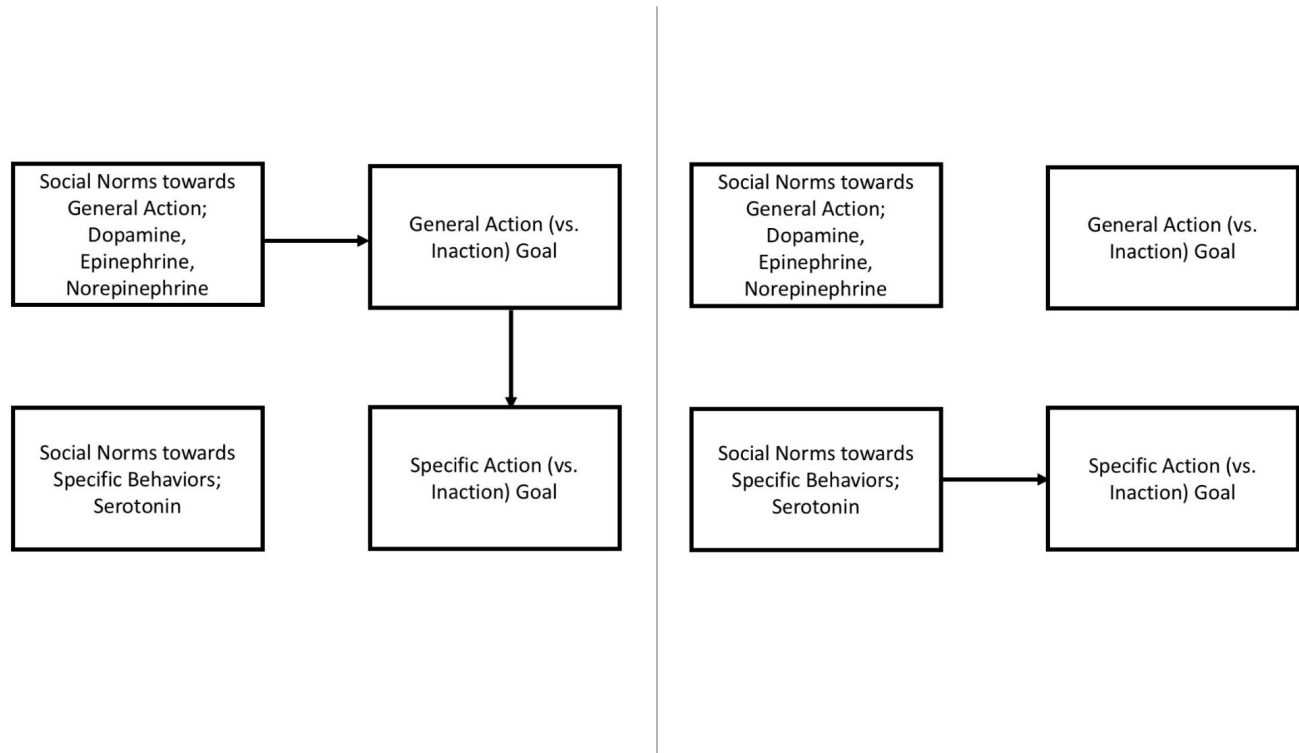 Social Norms towards
General Action;
Dopamine,
Epinephrine,
Norepinephrine
General Action (vs.
Inaction) Goal
Social Norms towards
Specific Behaviors;
Serotonin
Specific Action (vs.
Inaction) Goal
Social Norms towards
General Action;
Dopamine,
Epinephrine,
Norepinephrine
General Action (vs.
Inaction) Goal
Social Norms towards
Specific Behaviors;
Serotonin
Specific Action (vs.
Inaction) Goal